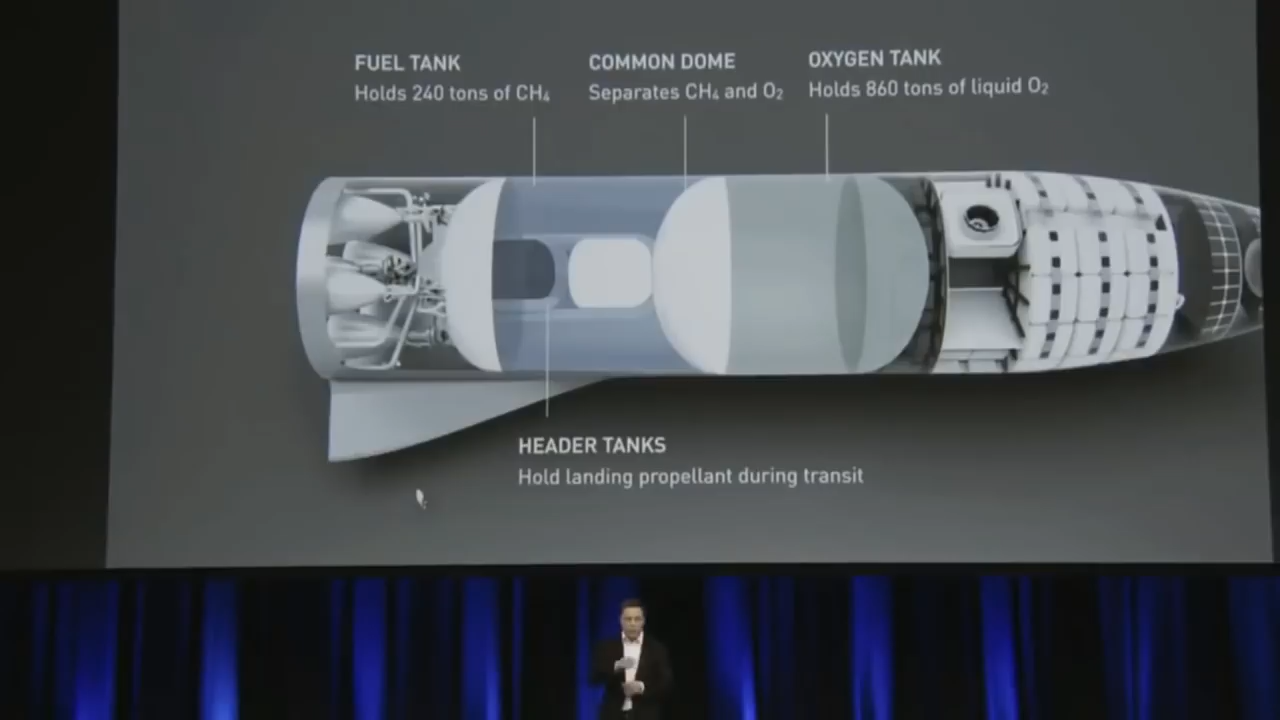 FUEL TANK
Holds 240 tons of CH₄
COMMON DOME
Separates CH₄ and O₂
OXYGEN TANK
Holds 860 tons of liquid O₂
HEADER TANKS
Hold landing propellant during transit